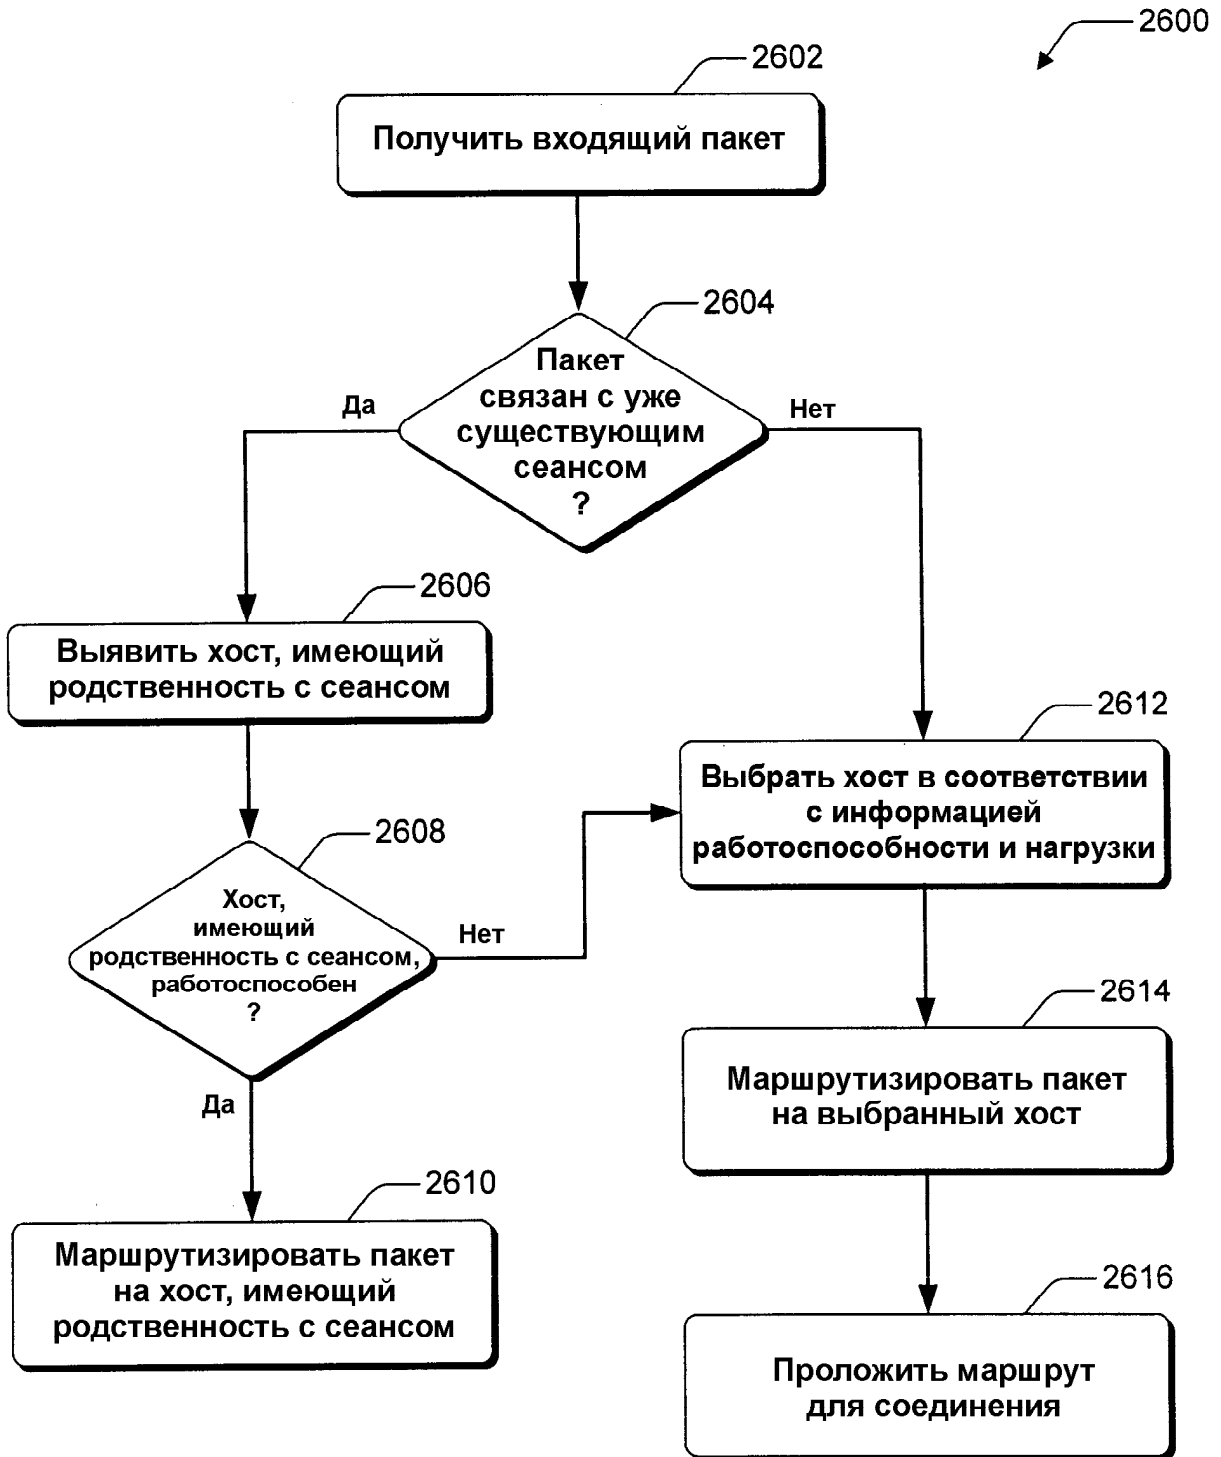 2600
2602
Получить входящий пакет
2604
Пакет
связан с уже
существующим
сеансом
?
Да
Нет
2606
Выявить хост, имеющий
родственность с сеансом
2612
Выбрать хост в соответствии
с информацией
работоспособности и нагрузки
2608
Хост,
имеющий
родственность с сеансом,
работоспособен
?
Нет
Да
2614
Маршрутизировать пакет
на выбранный хост
2610
Маршрутизировать пакет
на хост, имеющий
родственность с сеансом
2616
Проложить маршрут
для соединения